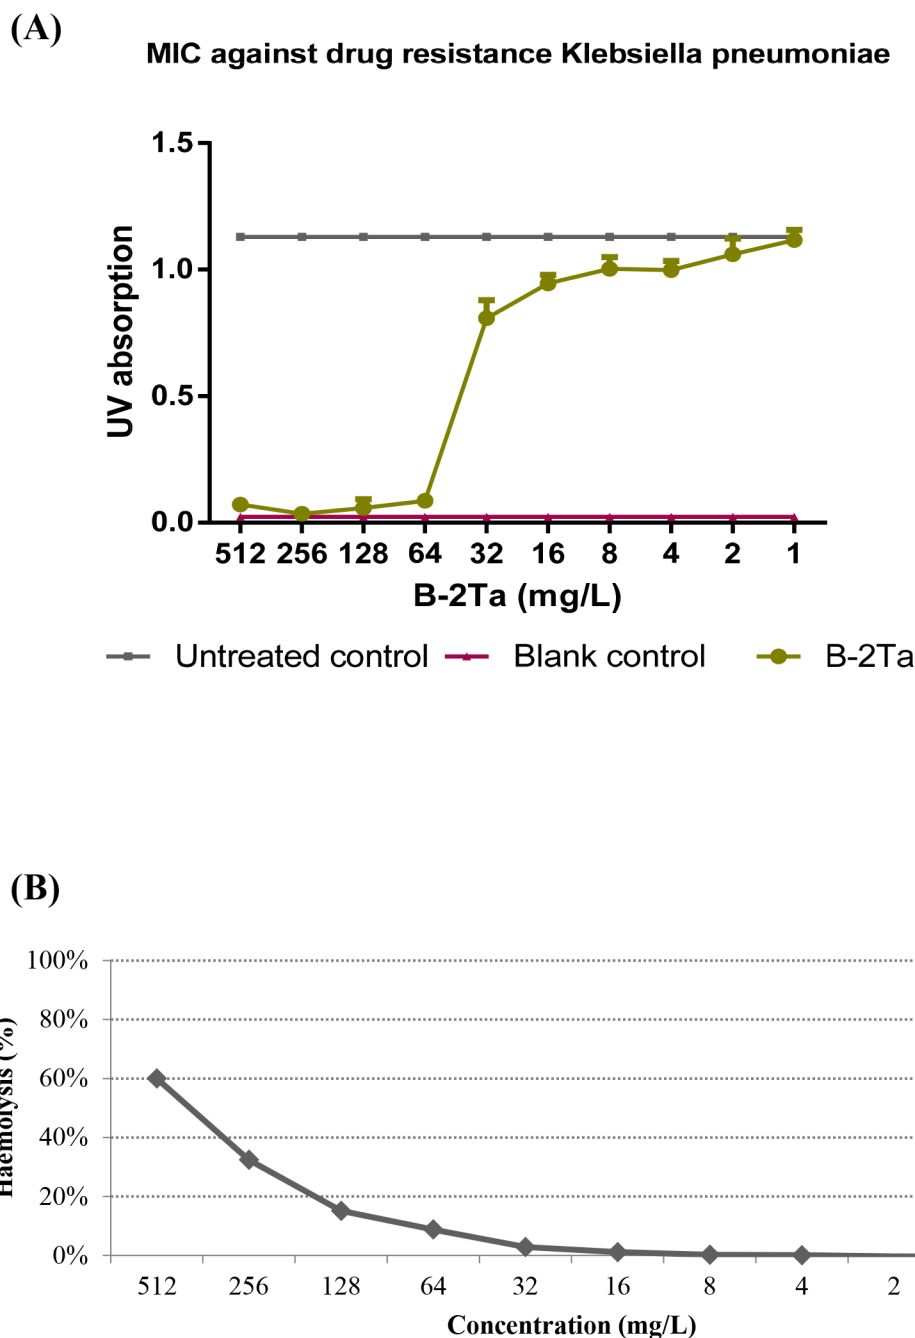 (A)
MIC against drug resistance Klebsiella pneumoniae
1.5
1.0
0.5
0.0
UV absorption
512 256 128 64 32 16 8 4 2 1
B-2Ta (mg/L)
Untreated control Blank control B-2Ta
(B)
100%
80%
60%
40%
20%
0%
Haemolysis (%)
512 256 128 64 32 16 8 4 2
Concentration (mg/L)